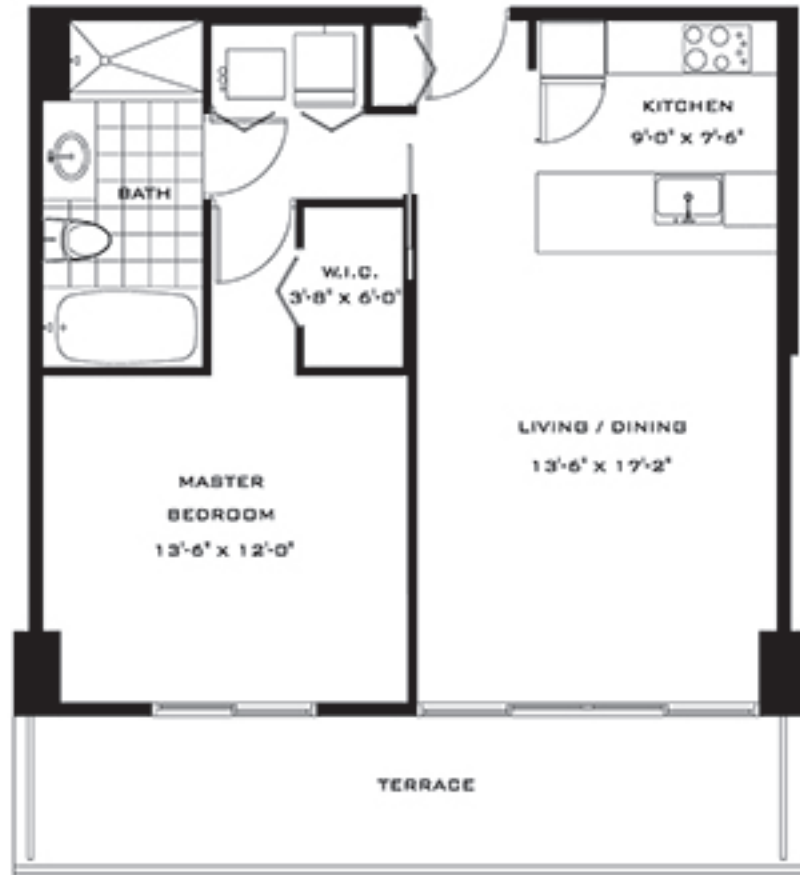 KITCHEN
9'-0" X 7'-6"
BATH
W.I.C.
3'-8" X 6'-0"
LIVING / DINING
13'-6" X 17'-2"
MASTER
BEDROOM
13'-6" X 12'-0"
TERRACE